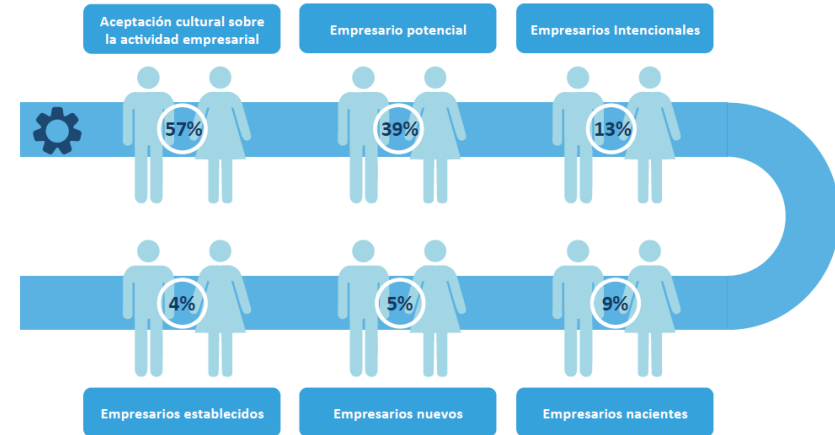 Aceptación cultural sobre
la actividad empresarial
Empresario potencial
Empresarios Intencionales
57%
39%
13%
4%
5%
9%
Empresarios establecidos
Empresarios nuevos
Empresarios nacientes